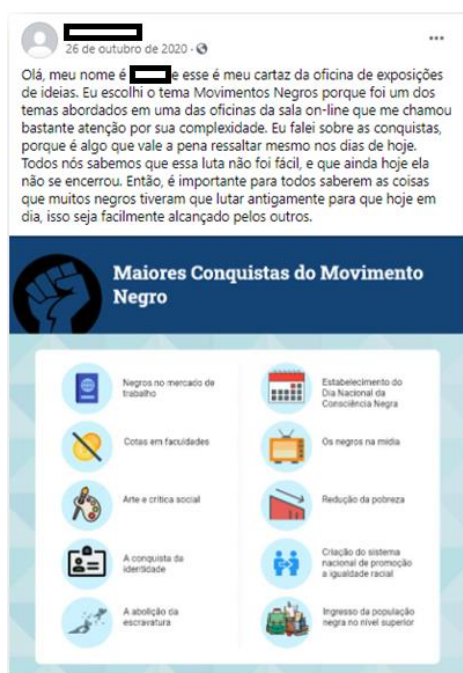 26 de outubro de 2020 ·
Olá, meu nome é e esse é meu cartaz da oficina de exposições
de ideias. Eu escolhi o tema Movimentos Negros porque foi um dos
temas abordados em uma das oficinas da sala on-line que me chamou
bastante atenção por sua complexidade. Eu falei sobre as conquistas,
porque é algo que vale a pena ressaltar mesmo nos dias de hoje.
Todos nós sabemos que essa luta não foi fácil, e que ainda hoje ela
não se encerrou. Então, é importante para todos saberem as coisas
que muitos negros tiveram que lutar antigamente para que hoje em
dia, isso seja facilmente alcançado pelos outros.
Maiores Conquistas do Movimento
Negro
Negros no mercado de
trabalho
Cotas em faculdades
Arte e crítica social
A conquista da
identidade
A abolição da
escravatura
Estabelecimento do
Dia Nacional da
Consciência Negra
Os negros na mídia
Redução da pobreza
Criação do sistema
nacional de promoção
a igualdade racial
Ingresso da população
negra no nível superior